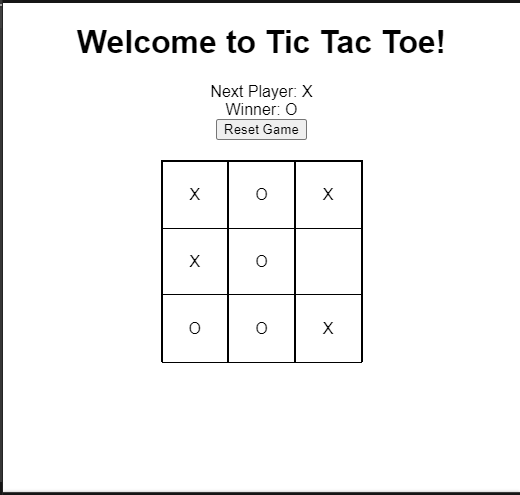 Welcome to Tic Tac Toe!
Next Player: X
Winner: O
Reset Game
X O X
X O
O O X